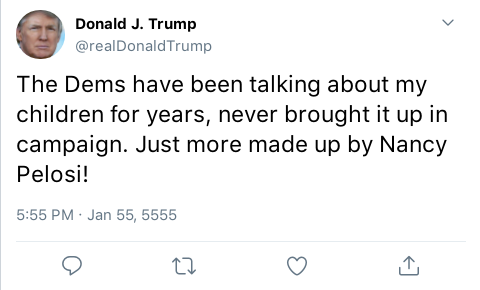 Donald J. Trump
@realDonaldTrump
The Dems have been talking about my
children for years, never brought it up in
campaign. Just more made up by Nancy
Pelosi!
5:55 PM · Jan 55, 5555